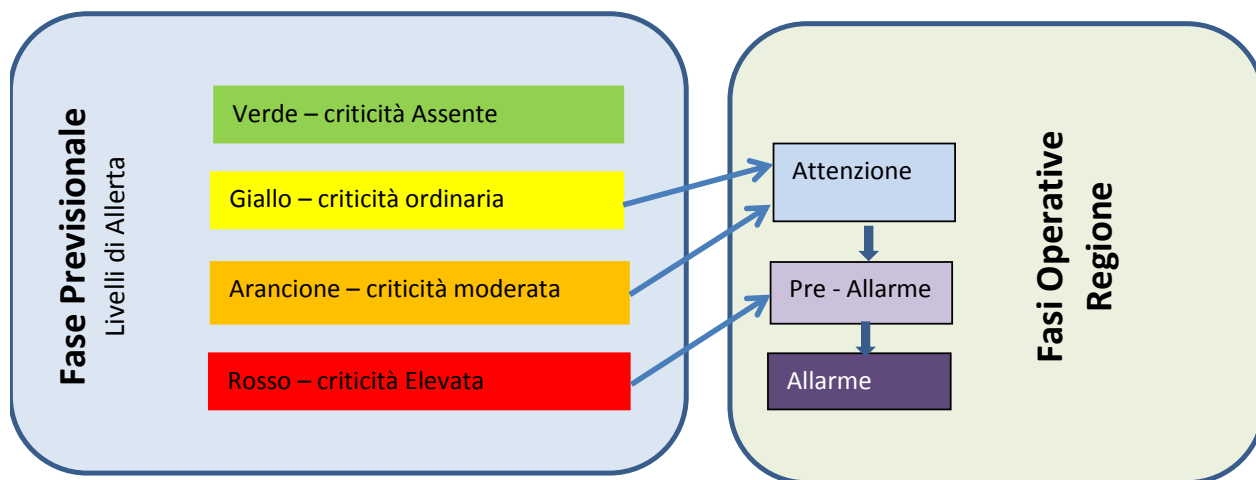 Fase Previsionale
Livelli di Allerta
Verde – criticità Assente
Giallo – criticità ordinaria
Arancione – criticità moderata
Rosso – criticità Elevata
Attenzione
Pre - Allarme
Allarme
Fasi Operative
Regione